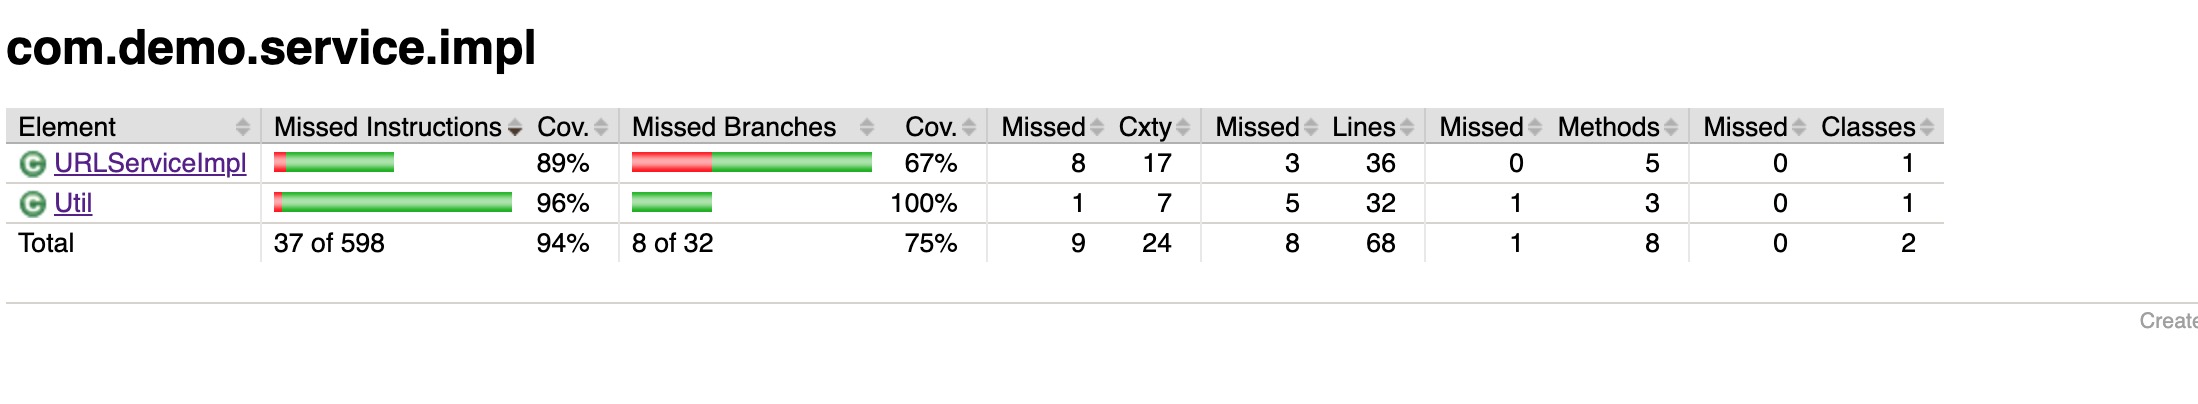 com.demo.service.impl
Element Missed Instructions Cov. Missed Branches Cov. Missed Cxty Missed Lines Missed Methods Missed Classes
C URLServiceImpl 89% 67% 8 17 3 36 0 5 0 1
C Util 96% 100% 1 7 5 32 1 3 0 1
Total 37 of 598 94% 8 of 32 75% 9 24 8 68 1 8 0 2
Create